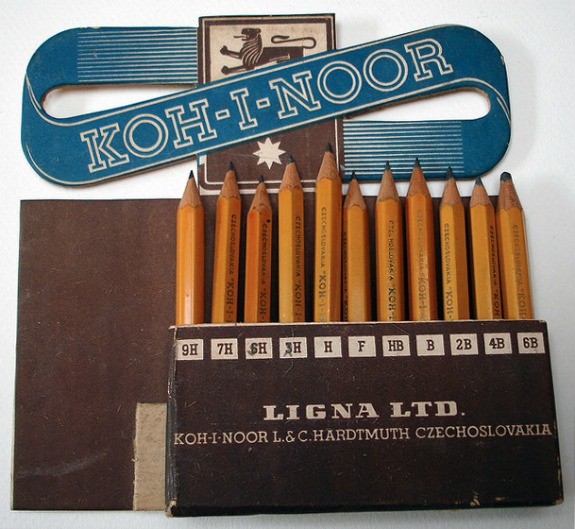 KOH-I-NOOR
9H 7H 6H 3H H F HB B 2B 4B 6B
LIGNA LTD.
KOH-I-NOOR L.& C. HARDTMUTH CZECHOSLOVAKIA